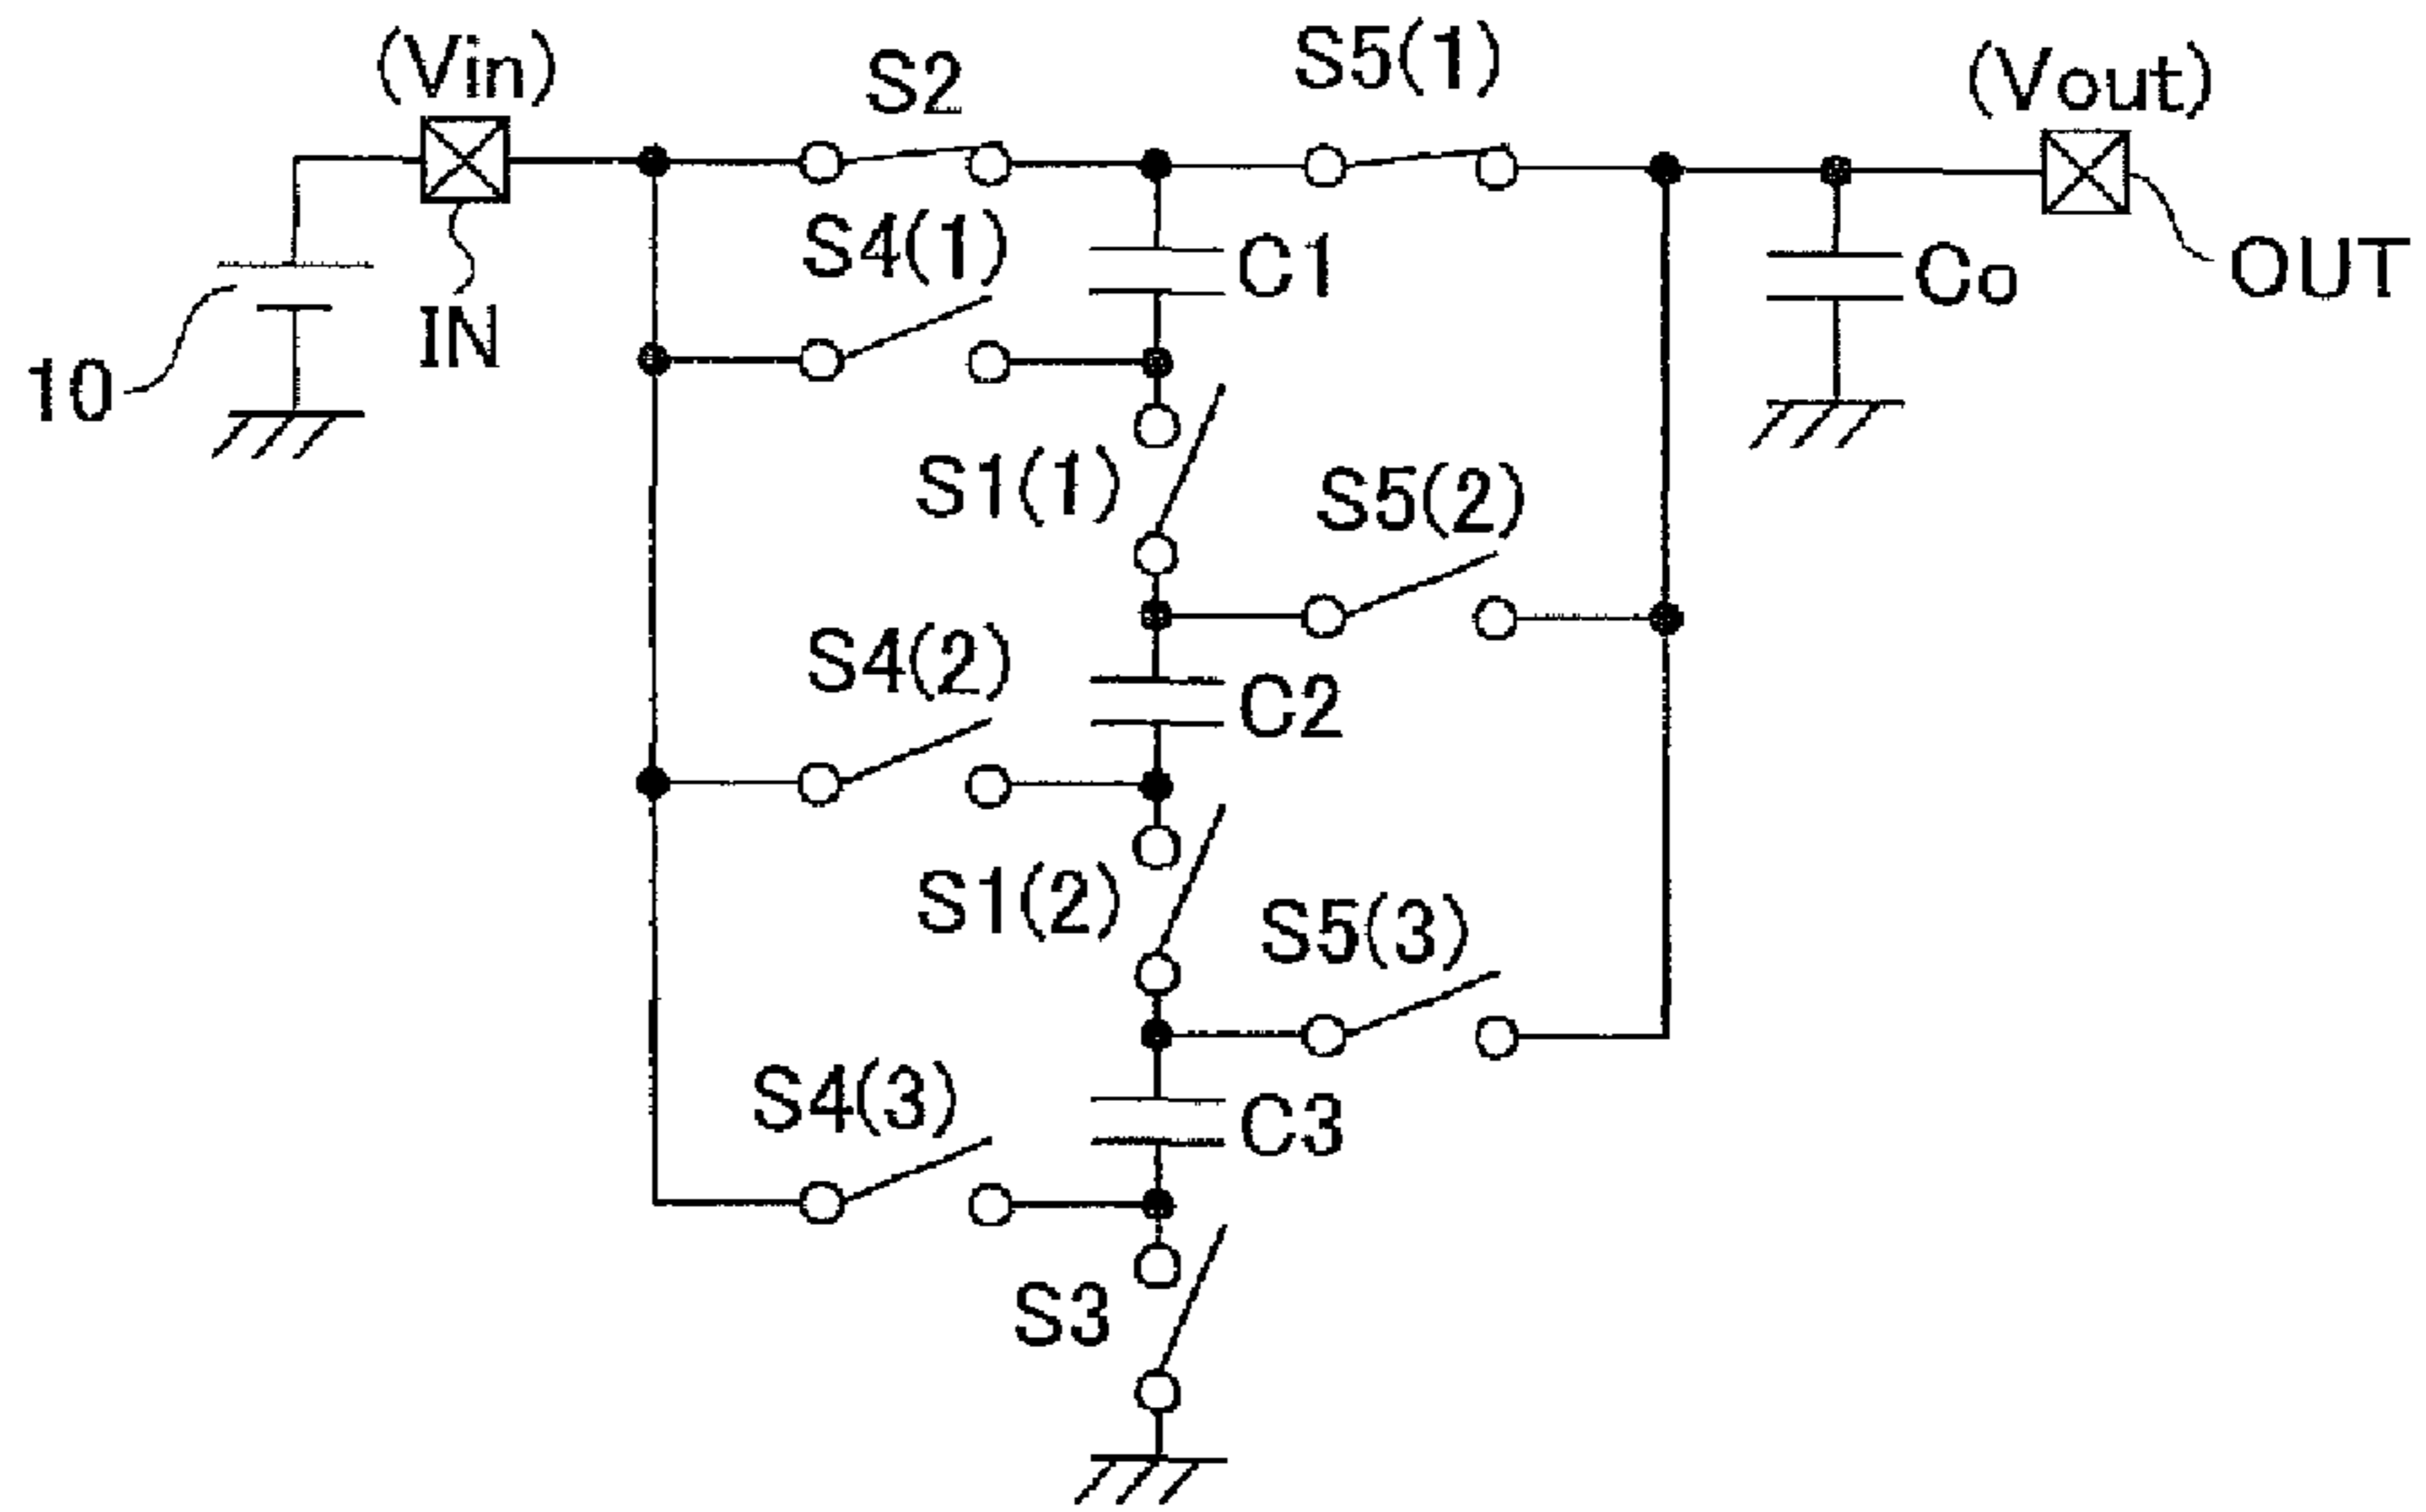 (Vin)
S2
S5(1)
(Vout)
S4(1)
C1
Co
OUT
IN
10
S1(1)
S5(2)
S4(2)
C2
S1(2)
S5(3)
S4(3)
C3
S3